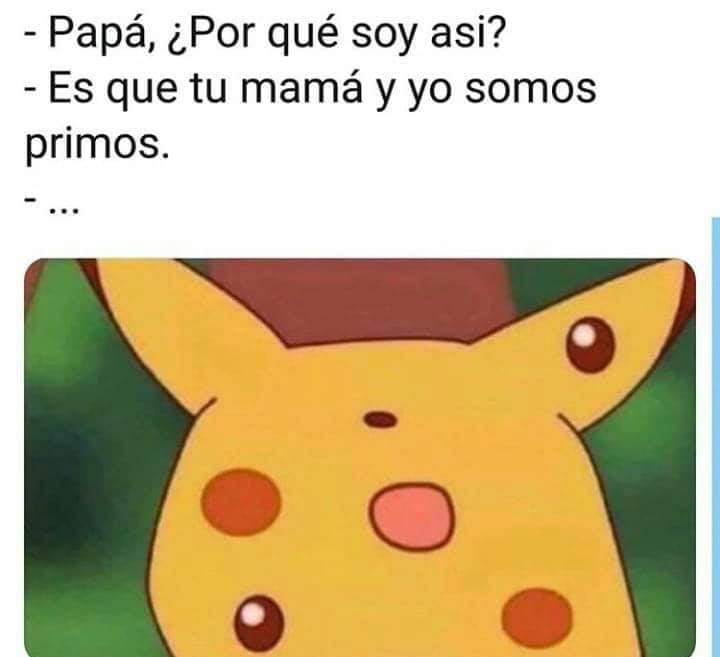 - Papá, ¿Por qué soy asi?
- Es que tu mamá y yo somos
primos.
- ...